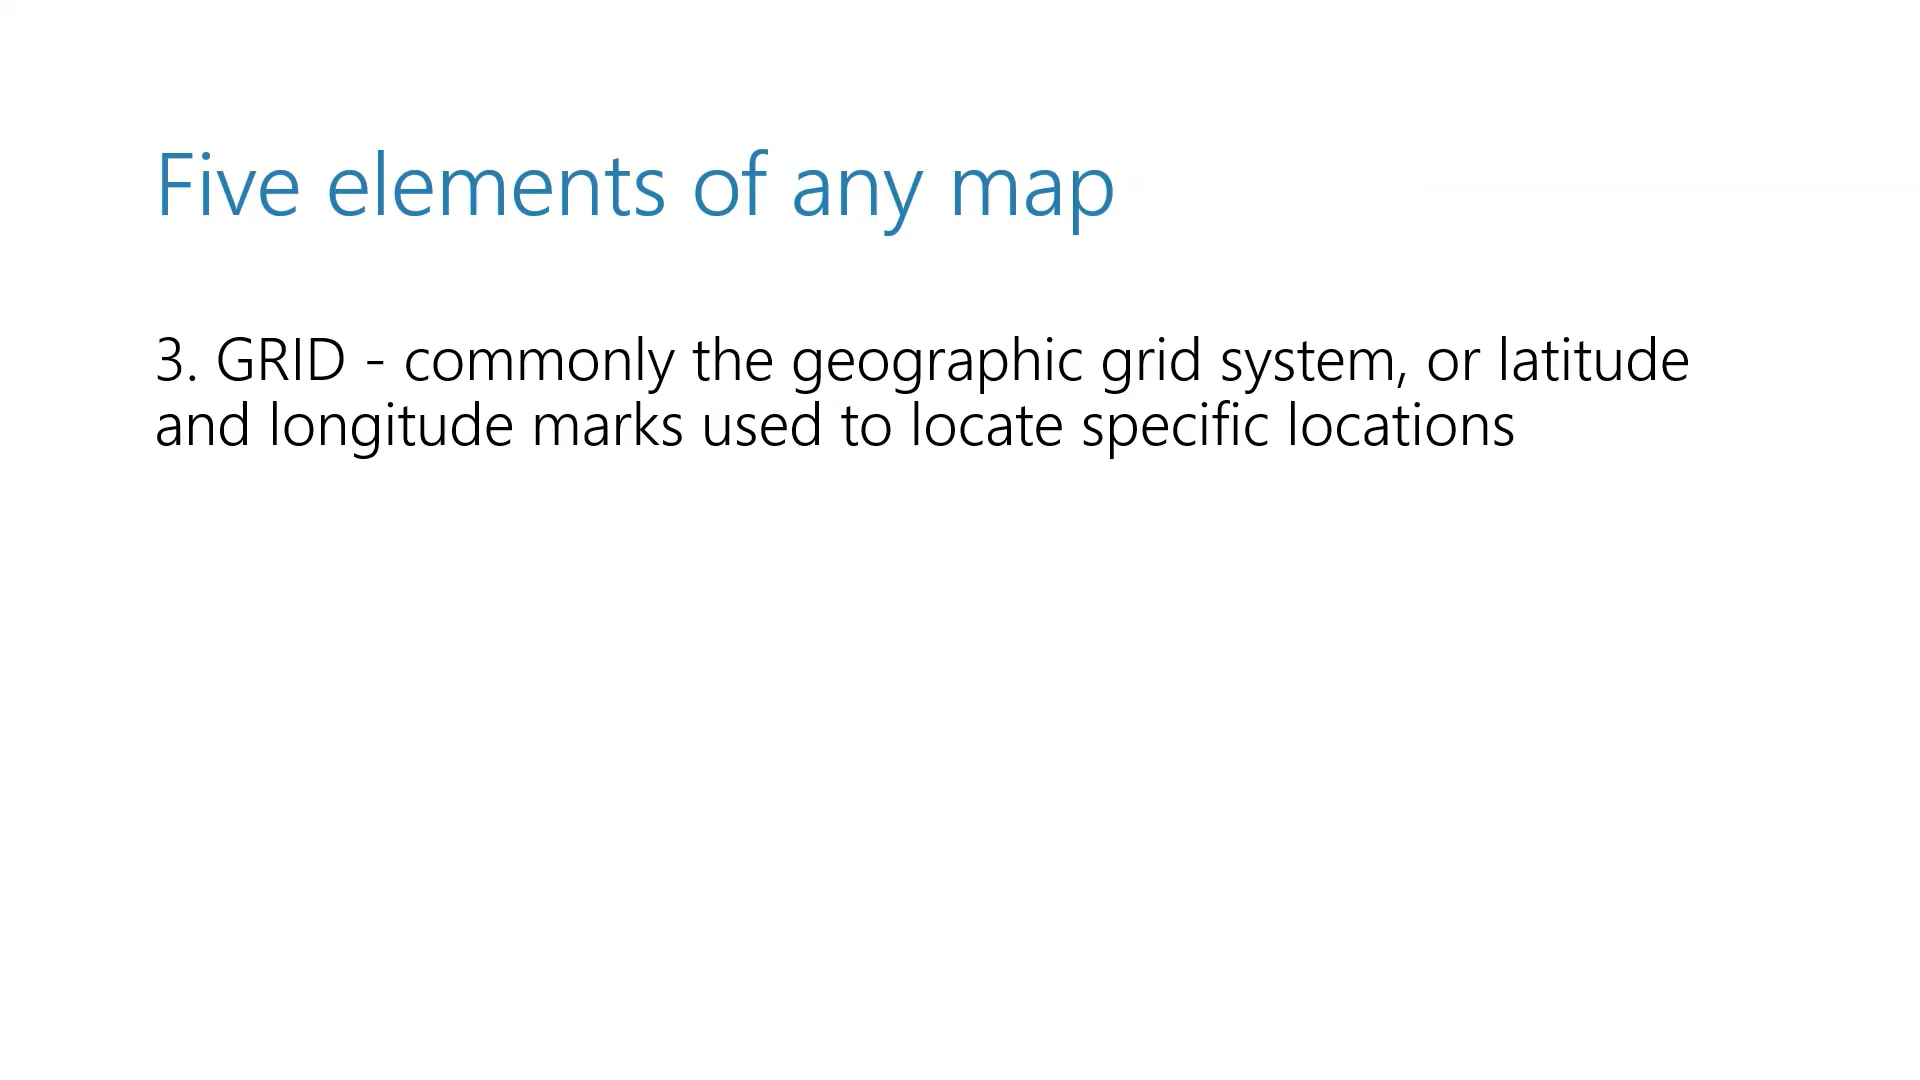 Five elements of any map
3. GRID - commonly the geographic grid system, or latitude
and longitude marks used to locate specific locations